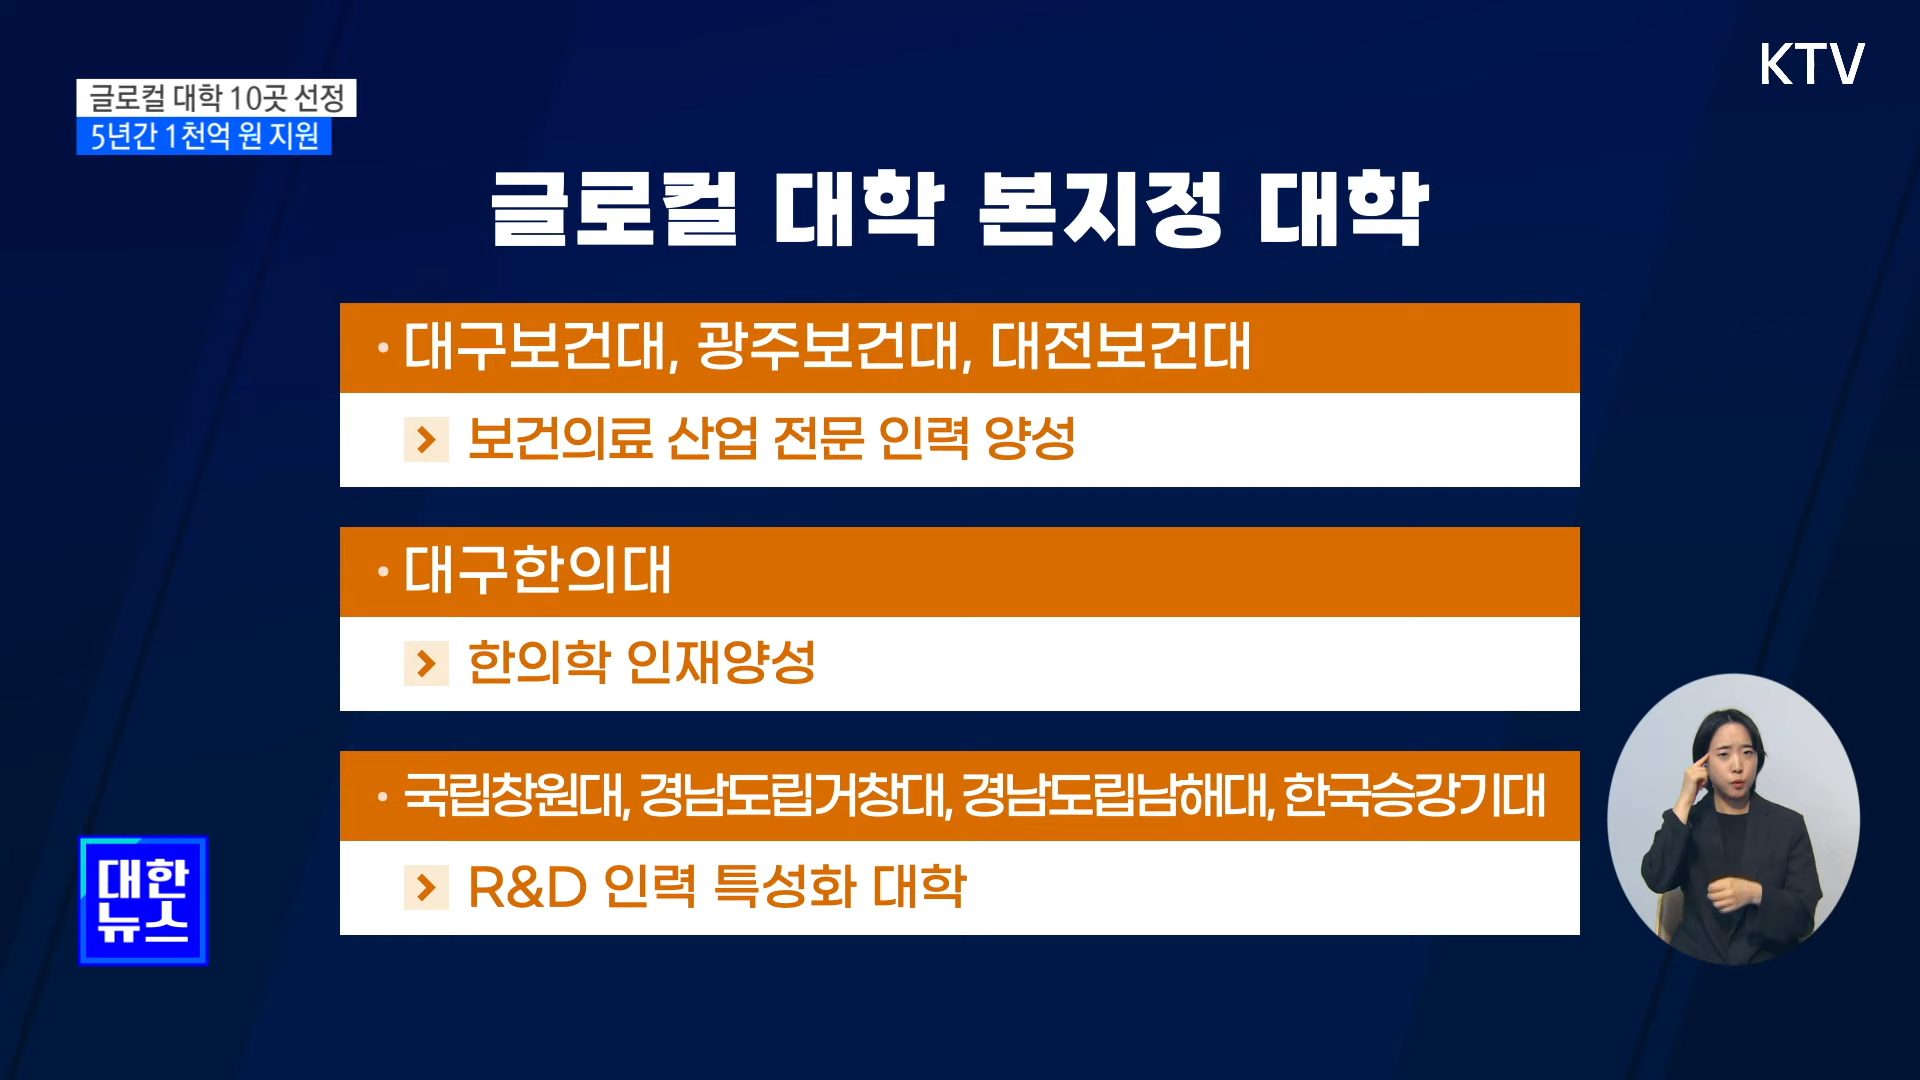 KTV
글로컬 대학 10곳 선정
5년간 1천억 원 지원
글로컬 대학 본지정 대학
· 대구보건대, 광주보건대, 대전보건대
보건의료 산업 전문 인력 양성
· 대구한의대
한의학 인재양성
· 국립창원대, 경남도립거창대, 경남도립남해대, 한국승강기대
R&D 인력 특성화 대학
대한
뉴스